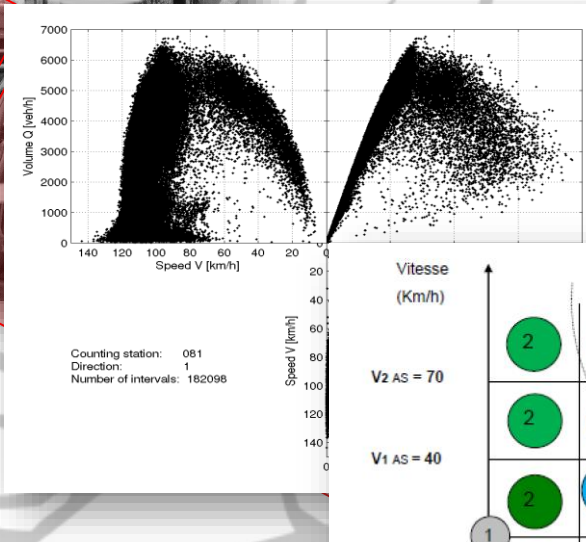 7000
6000
5000
4000
3000
2000
1000
0
Volume Q [veh/h]
140 120 100 80 60 40 20 0
Speed V [km/h]
20
40
60
80
100
120
140
Speed V [km/h]
0
Counting station: 081
Direction: 1
Number of intervals: 182098
Vitesse
(Km/h)
V2 AS = 70
V1 AS = 40
2
2
2
1